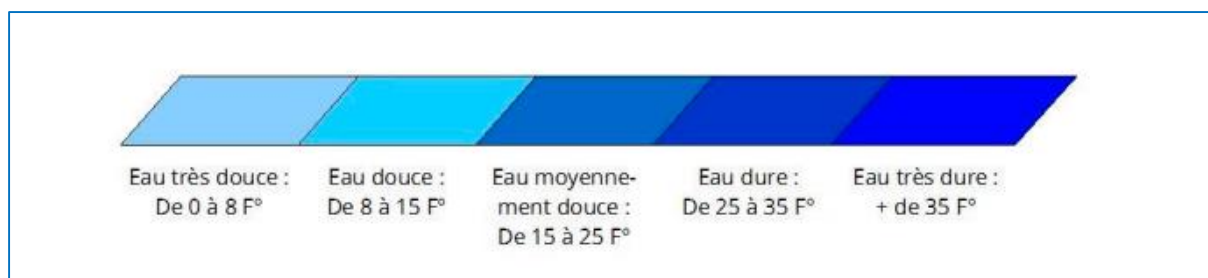 Eau très douce :
De 0 à 8 F°
Eau douce :
De 8 à 15 F°
Eau moyenne-
ment douce :
De 15 à 25 F°
Eau dure :
De 25 à 35 F°
Eau très dure :
+ de 35 F°